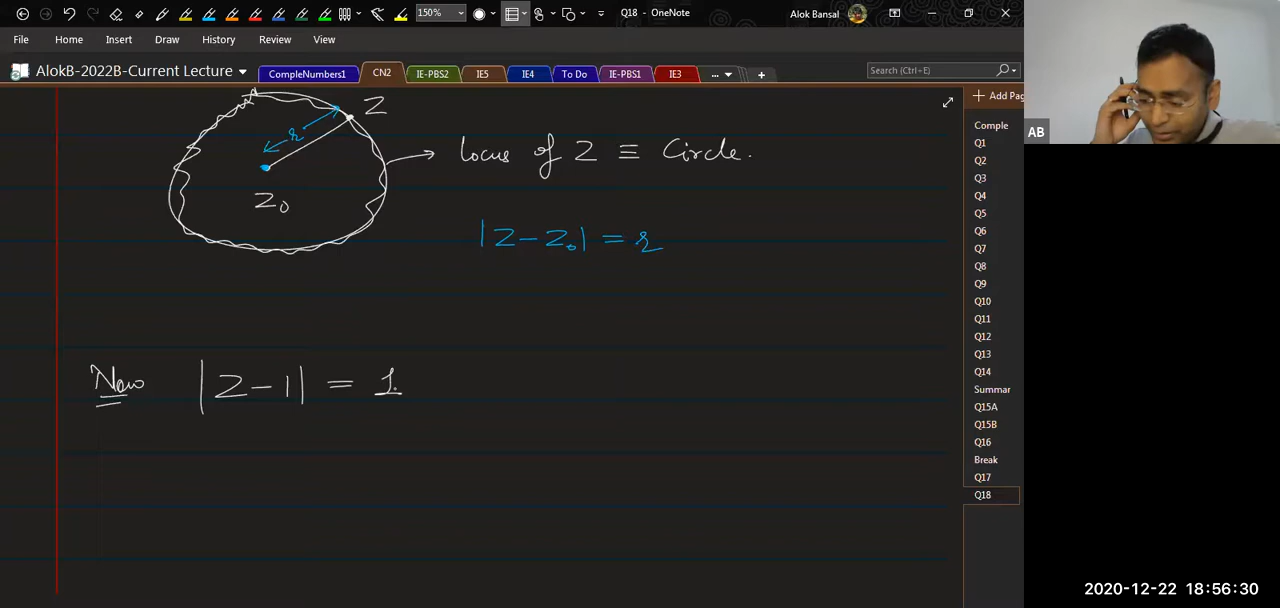 150%
Q18 - OneNote
Alok Bansal
File Home Insert Draw History Review View
AlokB-2022B-Current Lecture
CompleNumbers1 CN2 IE-PBS2 IE5 IE4 To Do IE-PBS1 IE3 ...
Search (Ctrl+E)
Add Pag
Comple
Q1
Q2
Q3
Q4
Q5
Q6
Q7
Q8
Q9
Q10
Q11
Q12
Q13
Q14
Summar
Q15A
Q15B
Q16
Break
Q17
Q18
AB
Z
r
Z₀
locus of Z ≡ Circle.
|Z-Z₀| = r
Now |Z-1| = 1.
2020-12-22 18:56:30